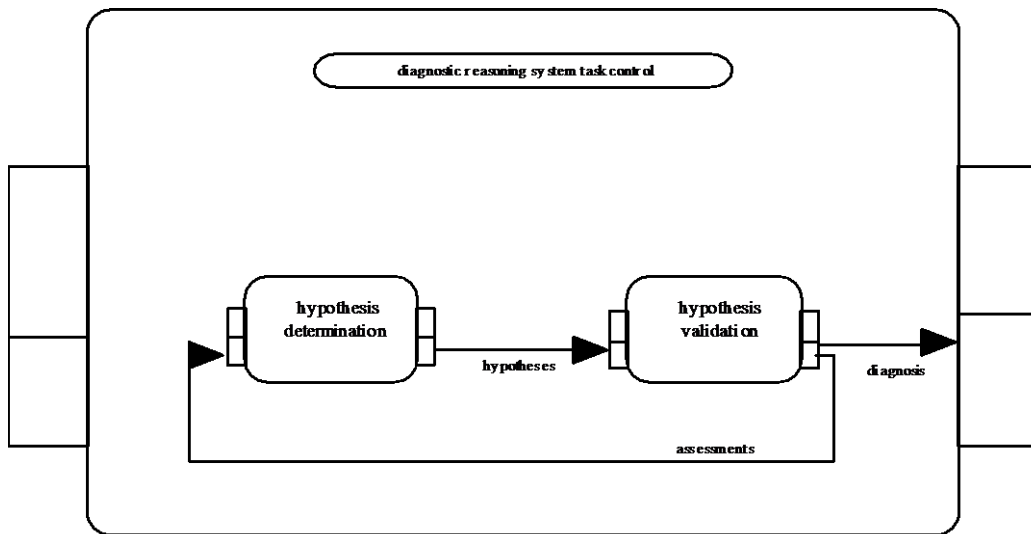 diagnostic reasoning system task control
hypothesis
determination
hypothesis
validation
hypotheses
diagnosis
assessments